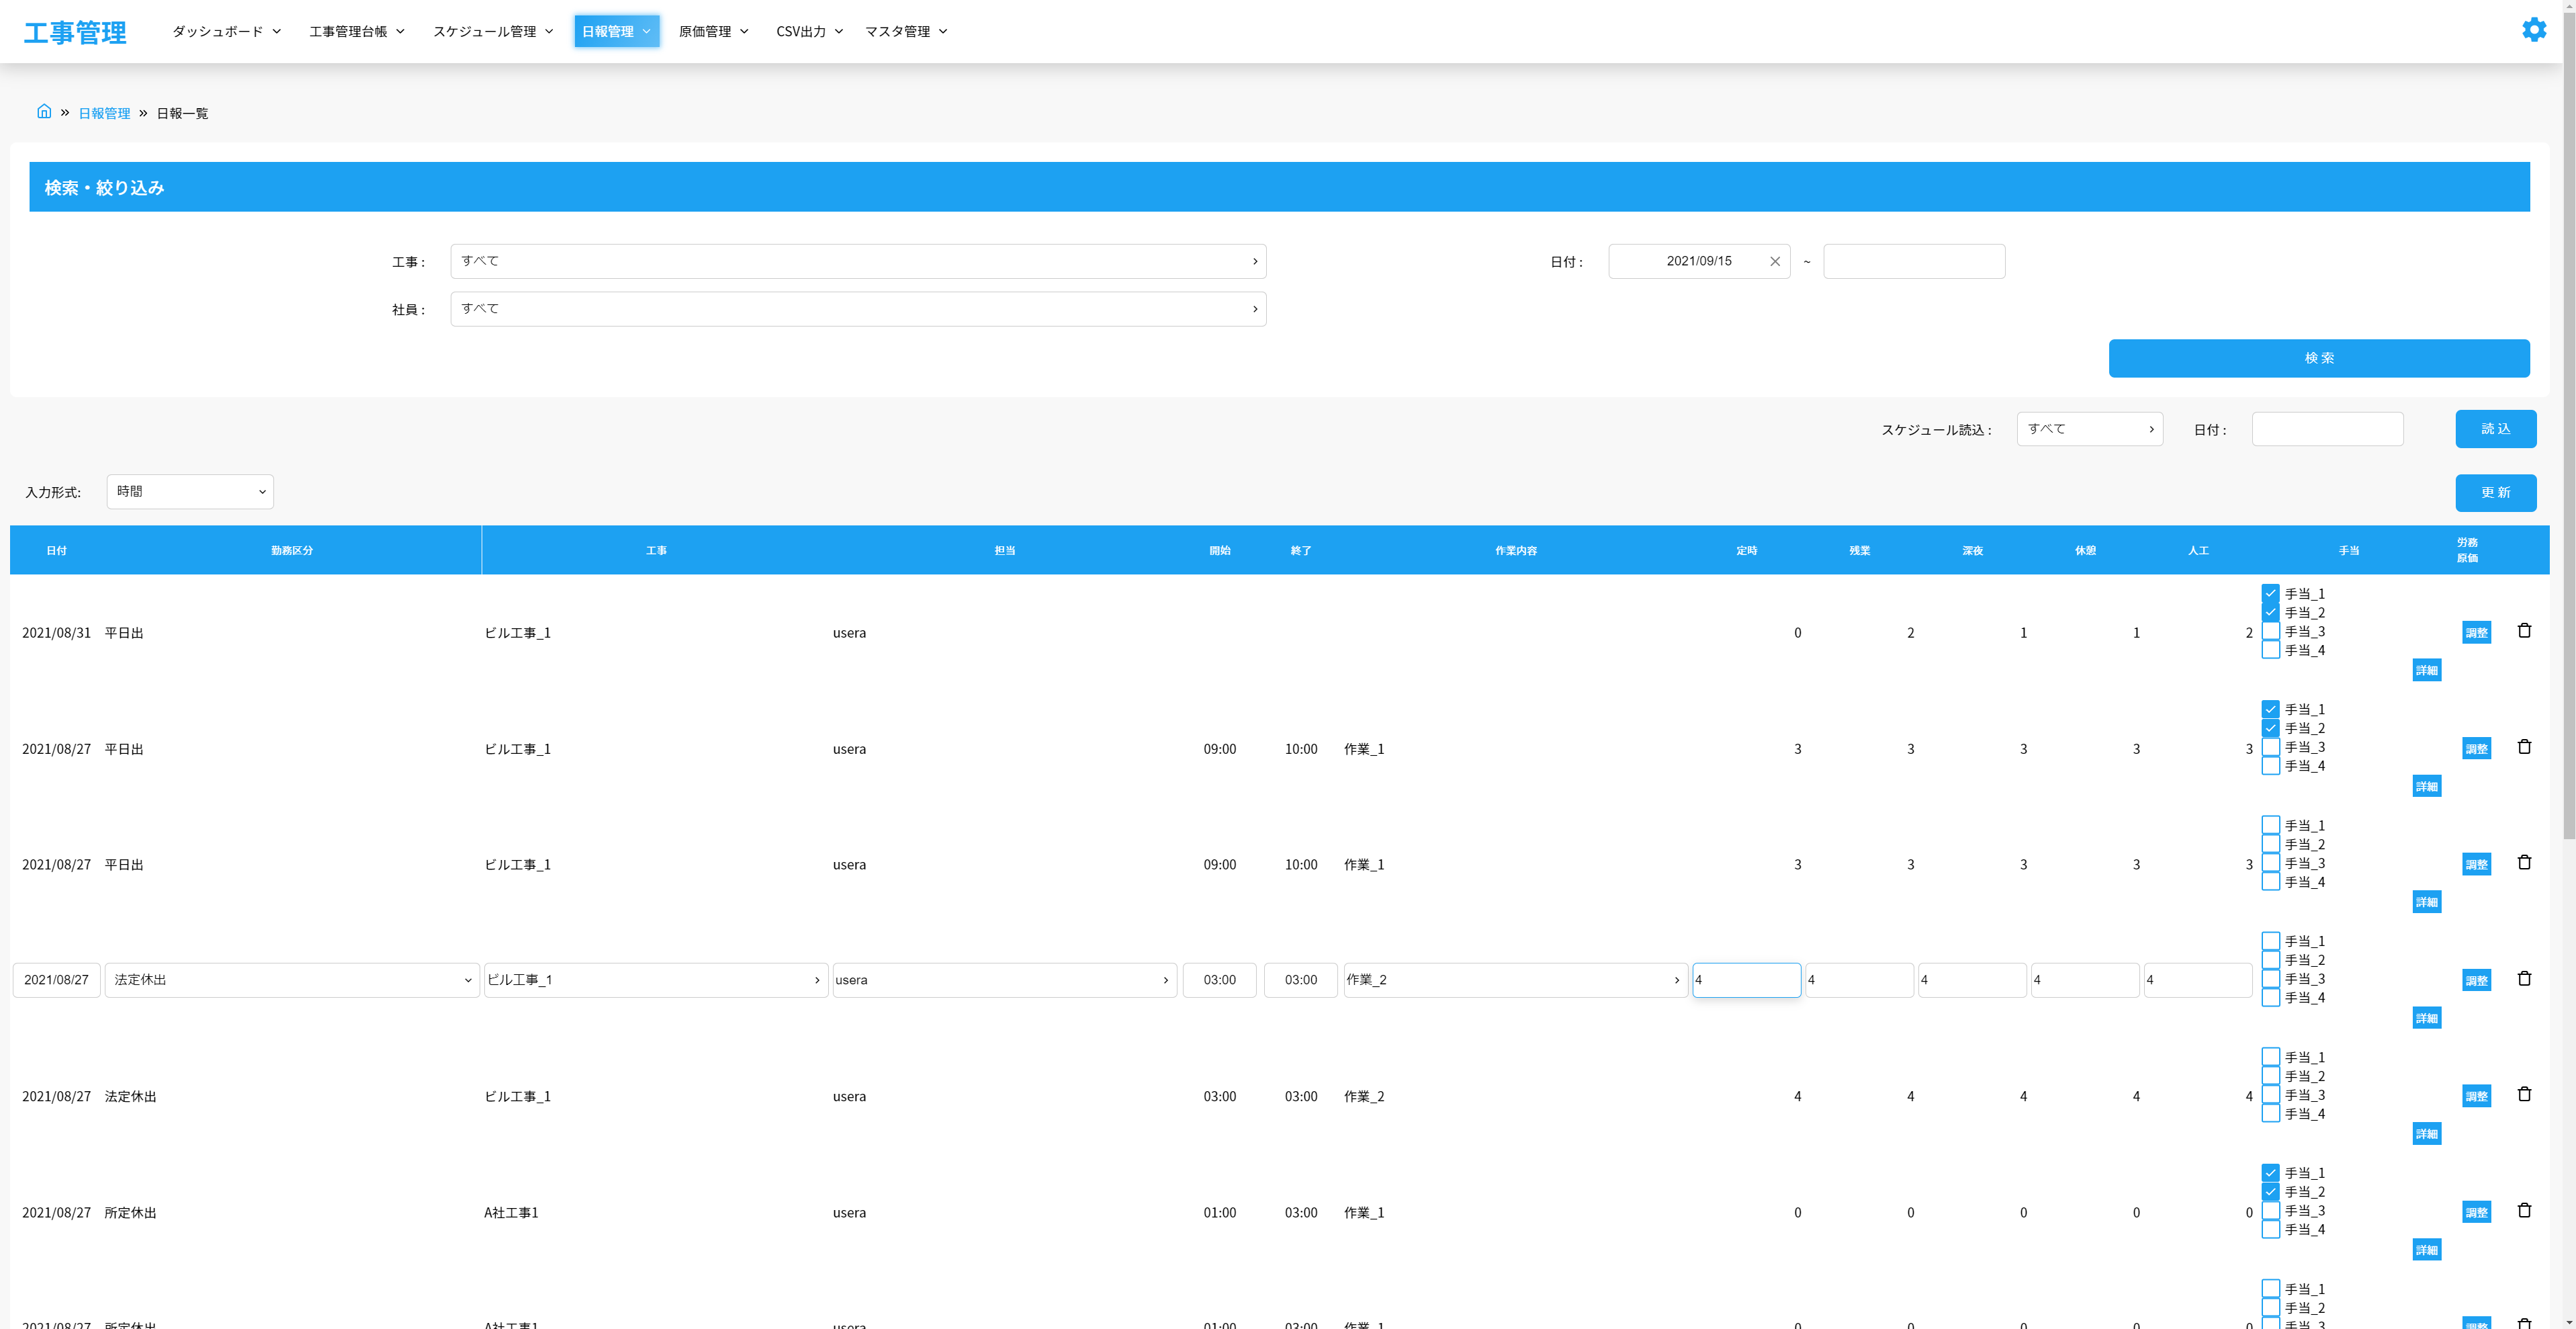 工事管理 ダッシュボード 工事管理台帳 スケジュール管理 日報管理 原価管理 CSV出力 マスタ管理
» 日報管理 » 日報一覧
検索・絞り込み
工事 : すべて 日付 : 2021/09/15 ~
社員 : すべて
検 索
スケジュール読込 : すべて 日付 : 読 込
入力形式: 時間 更 新
日付 勤務区分 工事 担当 開始 終了 作業内容 定時 残業 深夜 休憩 人工 手当 労務
原価
手当_1
手当_2
2021/08/31 平日出 ビル工事_1 usera 0 2 1 1 2 調整
手当_3
手当_4
詳細
手当_1
手当_2
2021/08/27 平日出 ビル工事_1 usera 09:00 10:00 作業_1 3 3 3 3 3 調整
手当_3
手当_4
詳細
手当_1
手当_2
2021/08/27 平日出 ビル工事_1 usera 09:00 10:00 作業_1 3 3 3 3 3 調整
手当_3
手当_4
詳細
手当_1
手当_2
2021/08/27 法定休出 ビル工事_1 usera 03:00 03:00 作業_2 4 4 4 4 4 調整
手当_3
手当_4
詳細
手当_1
手当_2
2021/08/27 法定休出 ビル工事_1 usera 03:00 03:00 作業_2 4 4 4 4 4 調整
手当_3
手当_4
詳細
手当_1
手当_2
2021/08/27 所定休出 A社工事1 usera 01:00 03:00 作業_1 0 0 0 0 0 調整
手当_3
手当_4
詳細
手当_1
手当_2
2021/08/27 所定休出 A社工事1 usera 01:00 03:00 作業_1 0 0 0 0 0 手当_3 調整